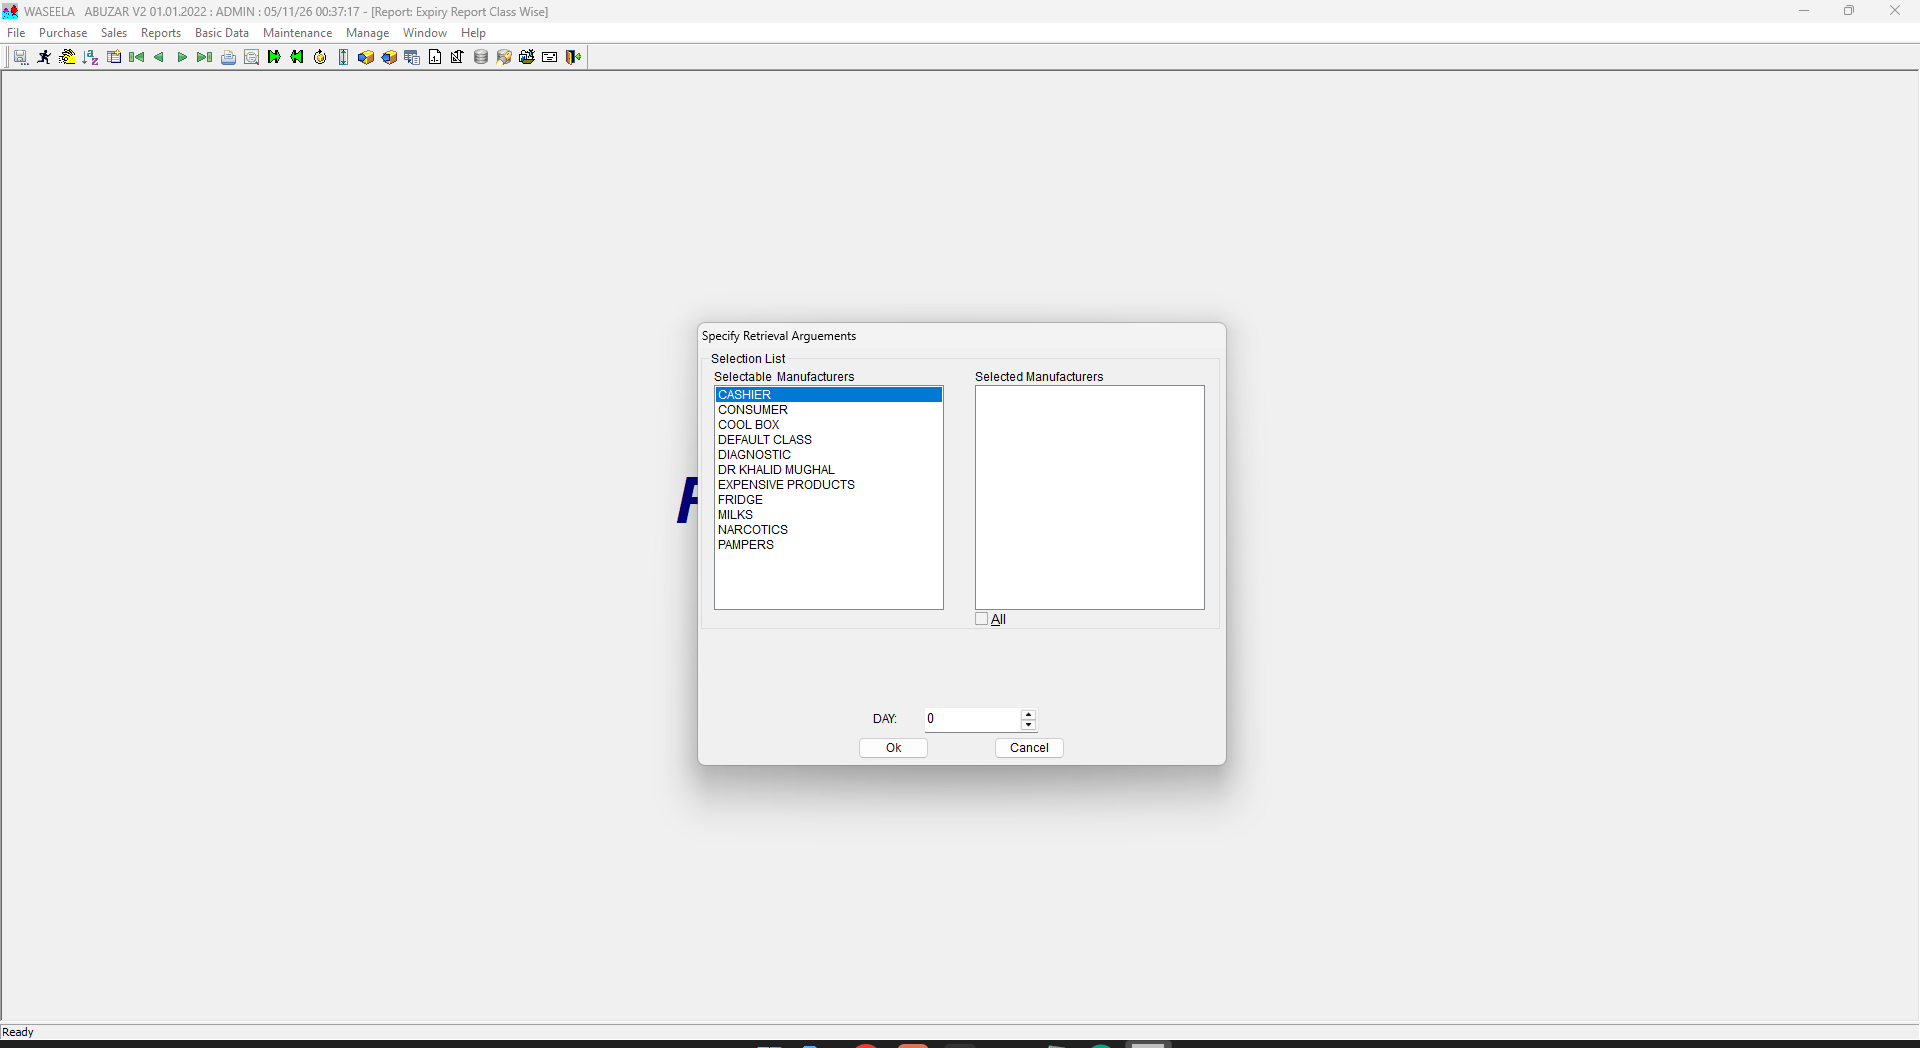 WASEELA ABUZAR V2 01.01.2022 : ADMIN : 05/11/26 00:37:17 - [Report: Expiry Report Class Wise]
File Purchase Sales Reports Basic Data Maintenance Manage Window Help
Specify Retrieval Arguements
Selection List
Selectable Manufacturers
Selected Manufacturers
CASHIER
CONSUMER
COOL BOX
DEFAULT CLASS
DIAGNOSTIC
DR KHALID MUGHAL
EXPENSIVE PRODUCTS
FRIDGE
MILKS
NARCOTICS
PAMPERS
All
DAY: 0
Ok Cancel
Ready